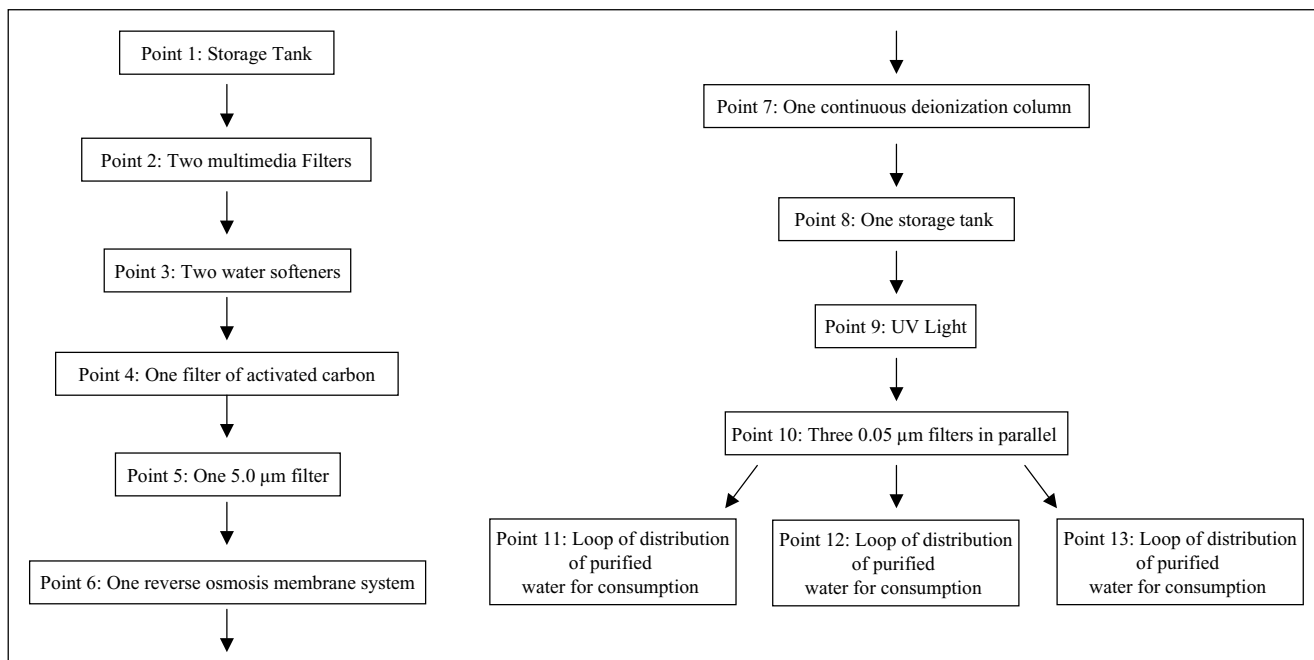 Point 1: Storage Tank
Point 2: Two multimedia Filters
Point 3: Two water softeners
Point 4: One filter of activated carbon
Point 5: One 5.0 µm filter
Point 6: One reverse osmosis membrane system
Point 7: One continuous deionization column
Point 8: One storage tank
Point 9: UV Light
Point 10: Three 0.05 µm filters in parallel
Point 11: Loop of distribution
of purified
water for consumption
Point 12: Loop of distribution
of purified
water for consumption
Point 13: Loop of distribution
of purified
water for consumption